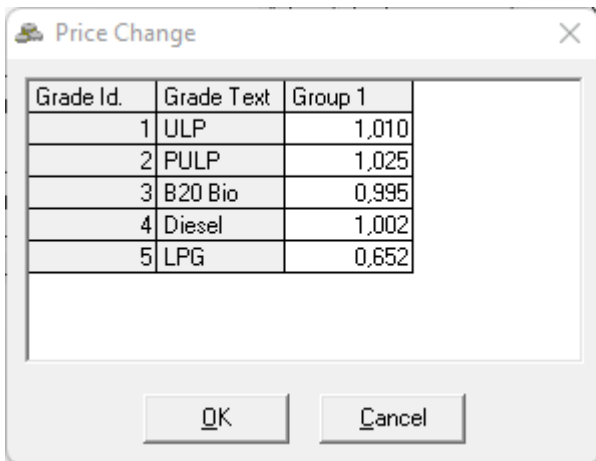 Price Change
Grade Id. Grade Text Group 1
1 ULP 1,010
2 PULP 1,025
3 B20 Bio 0,995
4 Diesel 1,002
5 LPG 0,652
OK Cancel